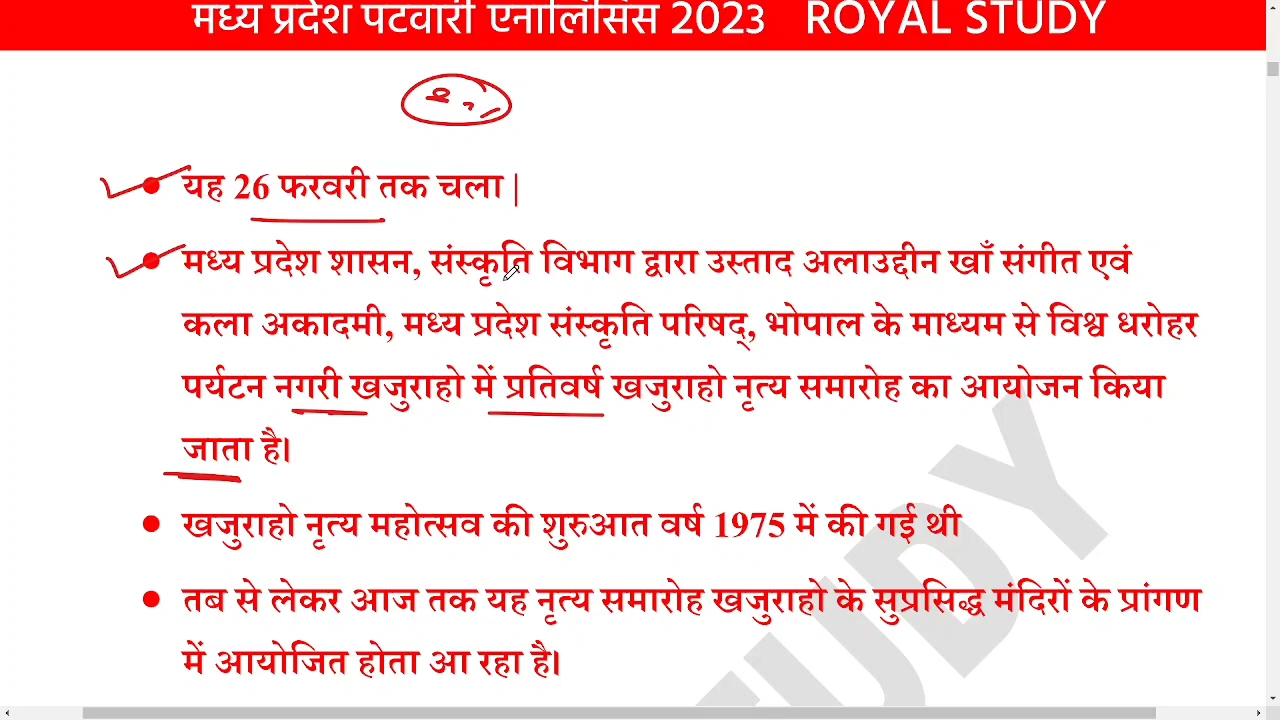 मध्य प्रदेश पटवारी एनालिसिस 2023 ROYAL STUDY
• यह 26 फरवरी तक चला |
• मध्य प्रदेश शासन, संस्कृति विभाग द्वारा उस्ताद अलाउद्दीन खाँ संगीत एवं
कला अकादमी, मध्य प्रदेश संस्कृति परिषद्, भोपाल के माध्यम से विश्व धरोहर
पर्यटन नगरी खजुराहो में प्रतिवर्ष खजुराहो नृत्य समारोह का आयोजन किया
जाता है।
• खजुराहो नृत्य महोत्सव की शुरुआत वर्ष 1975 में की गई थी
• तब से लेकर आज तक यह नृत्य समारोह खजुराहो के सुप्रसिद्ध मंदिरों के प्रांगण
में आयोजित होता आ रहा है।
STUDY